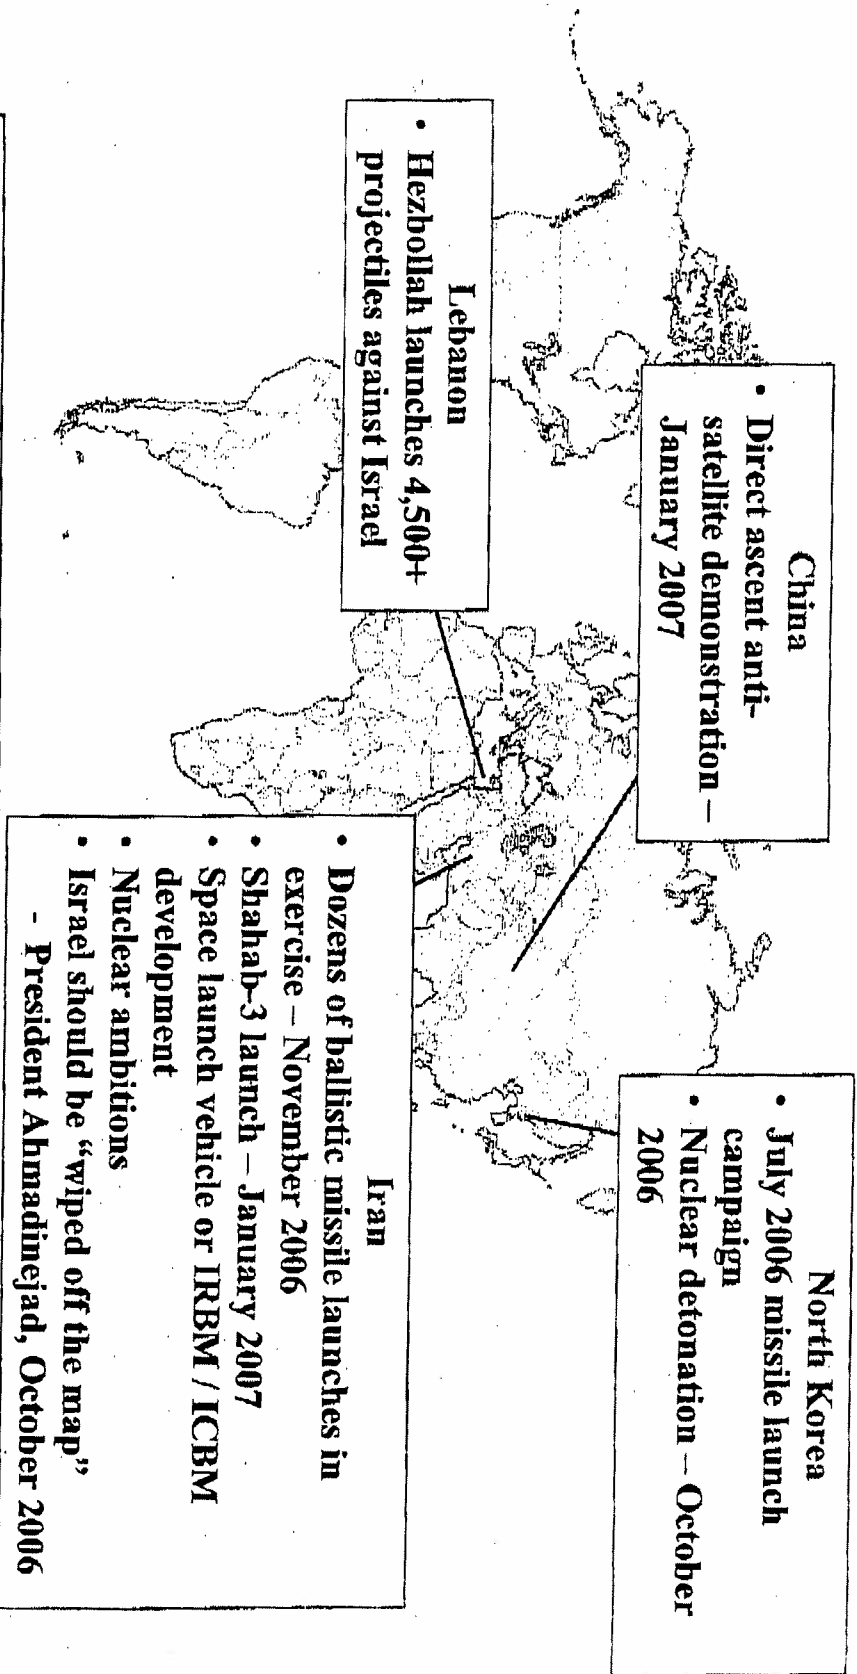 China
• Direct ascent anti-
satellite demonstration –
January 2007
North Korea
• July 2006 missile launch
campaign
• Nuclear detonation – October
2006
Lebanon
• Hezbollah launches 4,500+
projectiles against Israel
Iran
• Dozens of ballistic missile launches in
exercise – November 2006
• Shahab-3 launch – January 2007
• Space launch vehicle or IRBM / ICBM
development
• Nuclear ambitions
• Israel should be “wiped off the map”
- President Ahmadinejad, October 2006